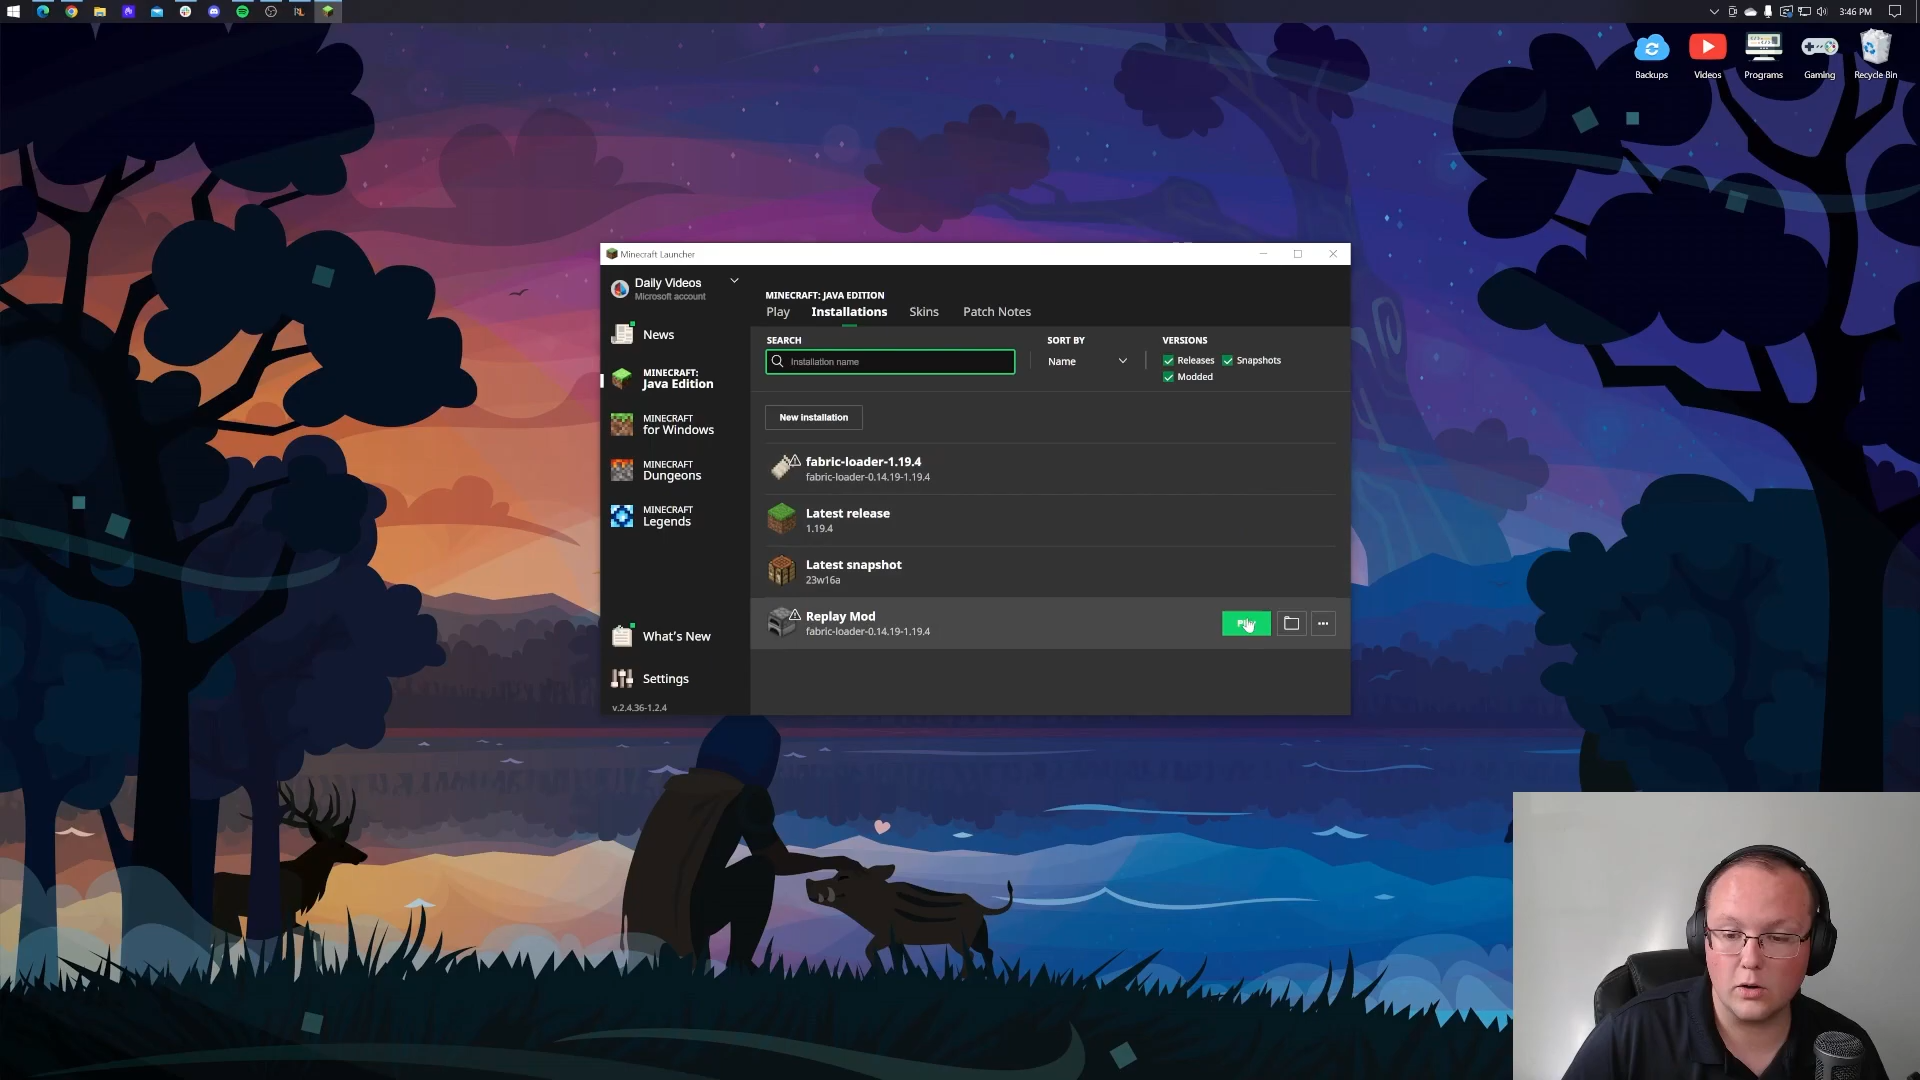 3:46 PM
Backups
Videos
Programs
Gaming
Recycle Bin
Minecraft Launcher
Daily Videos
Microsoft account
News
MINECRAFT:
Java Edition
MINECRAFT
for Windows
MINECRAFT
Dungeons
MINECRAFT
Legends
What's New
Settings
v.2.4.36-1.2.4
MINECRAFT: JAVA EDITION
Play Installations Skins Patch Notes
SEARCH
Installation name
SORT BY
Name
VERSIONS
Releases Snapshots
Modded
New installation
fabric-loader-1.19.4
fabric-loader-0.14.19-1.19.4
Latest release
1.19.4
Latest snapshot
23w16a
Replay Mod
fabric-loader-0.14.19-1.19.4